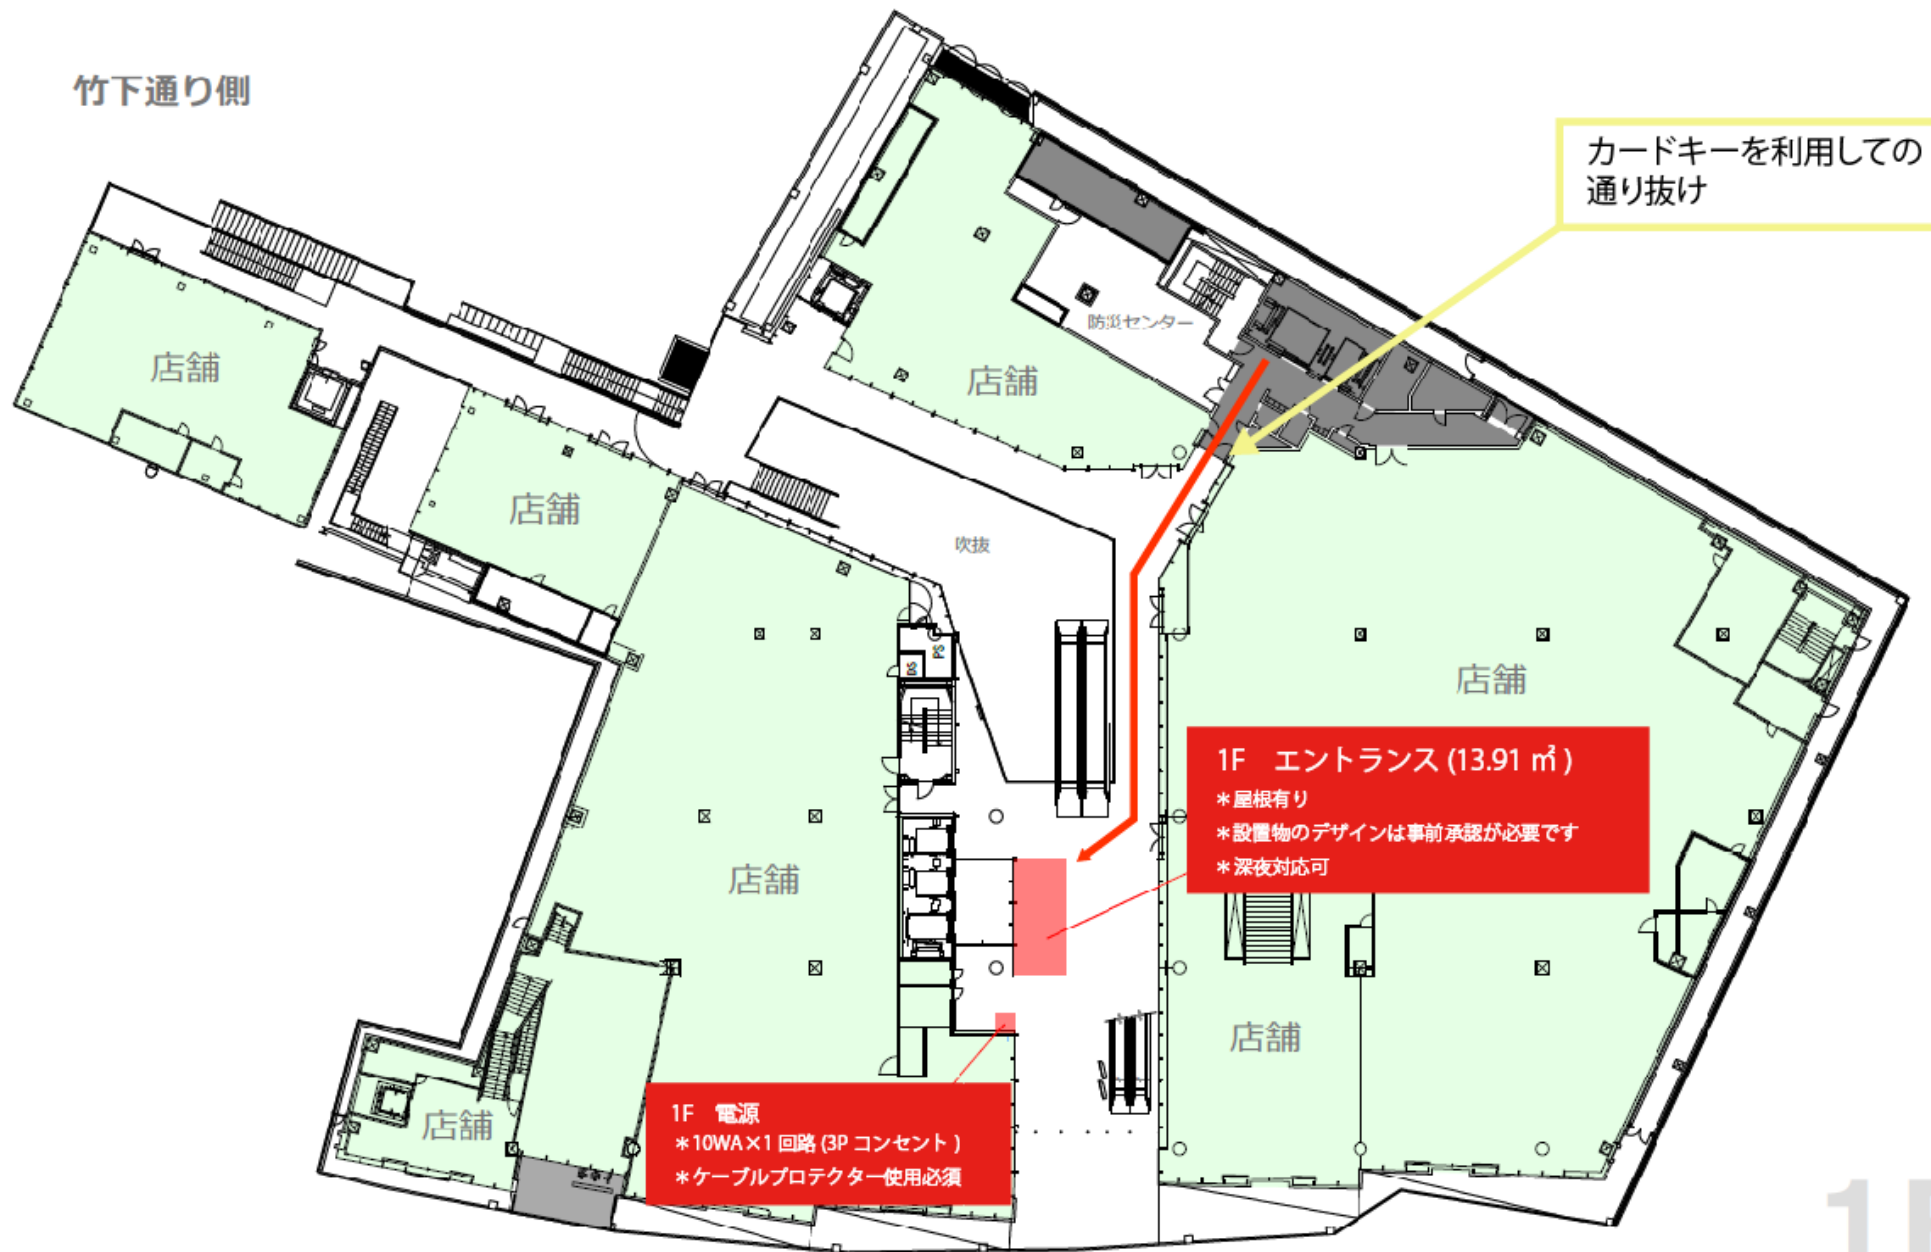 竹下通り側
カードキーを利用しての
通り抜け
防災センター
店舗
店舗
店舗
吹抜
PS
DS
店舗
1F　エントランス (13.91 ㎡ )
＊屋根有り
＊設置物のデザインは事前承認が必要です
＊深夜対応可
店舗
店舗
店舗
1F　電源
＊10WA×1 回路 (3P コンセント )
＊ケーブルプロテクター使用必須
1F